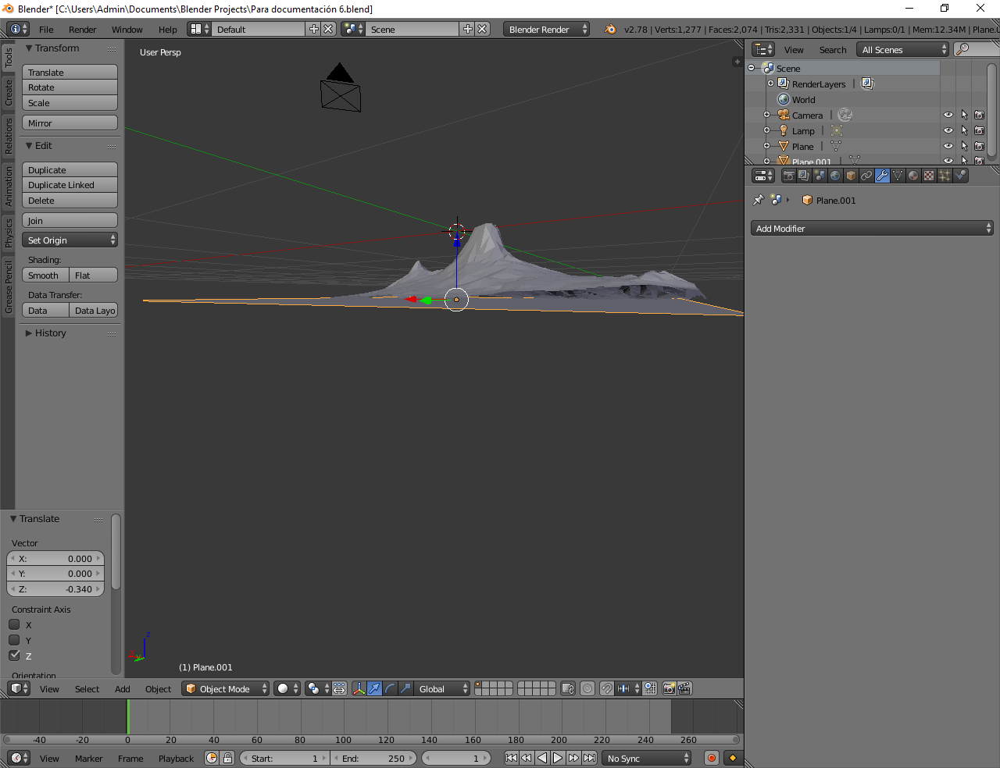 Blender* [C:\Users\Admin\Documents\Blender Projects\Para documentación 6.blend]
File Render Window Help Default Scene Blender Render v2.78 | Verts:1,277 | Faces:2,074 | Tris:2,331 | Objects:1/4 | Lamps:0/1 | Mem:12.34M | Plane.
Tools
Create
Relations
Animation
Physics
Grease Pencil
Transform
Translate
Rotate
Scale
Mirror
Edit
Duplicate
Duplicate Linked
Delete
Join
Set Origin
Shading:
Smooth Flat
Data Transfer:
Data Data Layo
History
Translate
Vector
X: 0.000
Y: 0.000
Z: -0.340
Constraint Axis
X
Y
Z
Orientation
User Persp
z
x
y
(1) Plane.001
View Search All Scenes
Scene
RenderLayers
World
Camera
Lamp
Plane
Plane.001
Plane.001
Add Modifier
View Select Add Object Object Mode Global
-40 -20 0 20 40 60 80 100 120 140 160 180 200 220 240 260
View Marker Frame Playback Start: 1 End: 250 1 No Sync